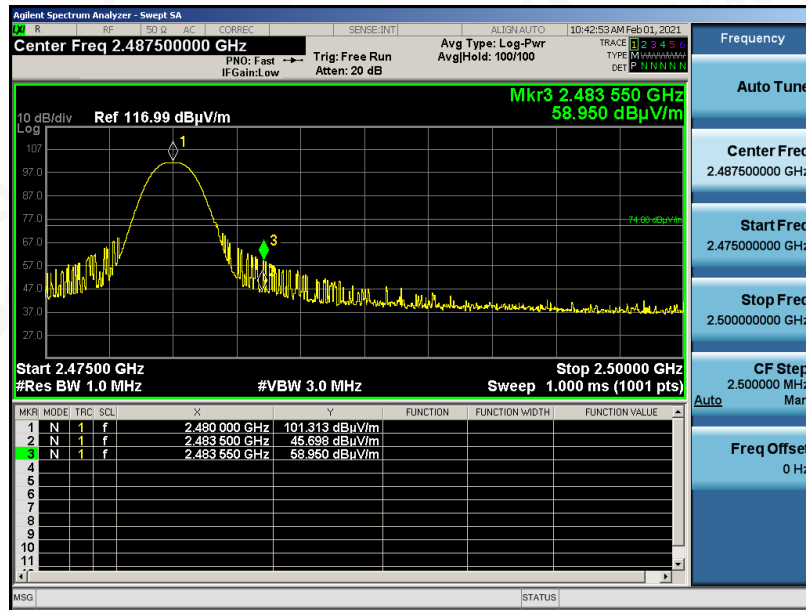 Agilent Spectrum Analyzer - Swept SA
R RF 50 Ω AC CORREC SENSE:INT ALIGN AUTO 10:42:53 AM Feb 01, 2021
Center Freq 2.487500000 GHz
PNO: Fast
IFGain:Low
Trig: Free Run
Atten: 20 dB
Avg Type: Log-Pwr
Avg|Hold: 100/100
TRACE 1 2 3 4 5 6
TYPE M W W W W W
DET P N N N N N
Mkr3 2.483 550 GHz
58.950 dBµV/m
10 dB/div Ref 116.99 dBµV/m
Log
107
97.0
87.0
77.0
67.0
57.0
47.0
37.0
27.0
1
3
74.00 dBµV/m
Start 2.47500 GHz
Stop 2.50000 GHz
#Res BW 1.0 MHz
#VBW 3.0 MHz
Sweep 1.000 ms (1001 pts)
MKR MODE TRC SCL X Y FUNCTION FUNCTION WIDTH FUNCTION VALUE
1 N 1 f 2.480 000 GHz 101.313 dBµV/m
2 N 1 f 2.483 500 GHz 45.698 dBµV/m
3 N 1 f 2.483 550 GHz 58.950 dBµV/m
4
5
6
7
8
9
10
11
MSG
STATUS
Frequency
Auto Tune
Center Freq
2.487500000 GHz
Start Freq
2.475000000 GHz
Stop Freq
2.500000000 GHz
CF Step
2.500000 MHz
Auto Man
Freq Offset
0 Hz